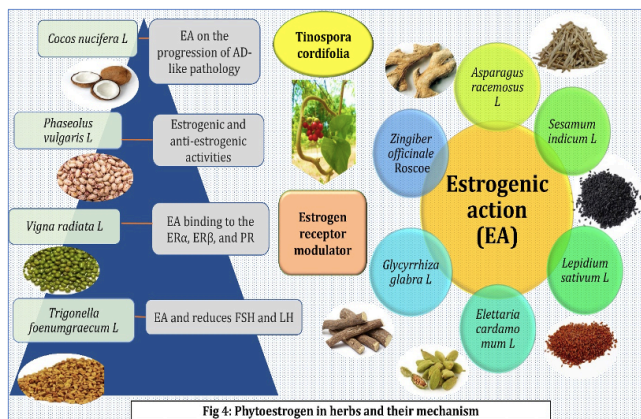 Cocos nucifera L
EA on the
progression of AD-
like pathology
Phaseolus
vulgaris L
Estrogenic and
anti-estrogenic
activities
Vigna radiata L
EA binding to the
ERα, ERβ, and PR
Trigonella
foenumgraecum L
EA and reduces FSH and LH
Tinospora
cordifolia
Estrogen
receptor
modulator
Asparagus
racemosus
L
Zingiber
officinale
Roscoe
Sesamum
indicum L
Estrogenic
action
(EA)
Glycyrrhiza
glabra L
Lepidium
sativum L
Elettaria
cardamo
mum L
Fig 4: Phytoestrogen in herbs and their mechanism